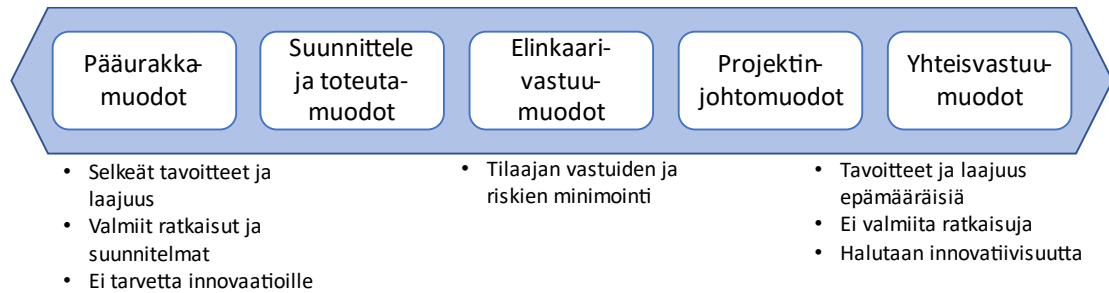 Pääurakka-
muodot
Suunnittele
ja toteuta-
muodot
Elinkaari-
vastuu-
muodot
Projektin-
johtomuodot
Yhteisvastuu-
muodot
• Selkeät tavoitteet ja
laajuus
• Valmiit ratkaisut ja
suunnitelmat
• Ei tarvetta innovaatioille
• Tilaajan vastuiden ja
riskien minimointi
• Tavoitteet ja laajuus
epämääräisiä
• Ei valmiita ratkaisuja
• Halutaan innovatiivisuutta